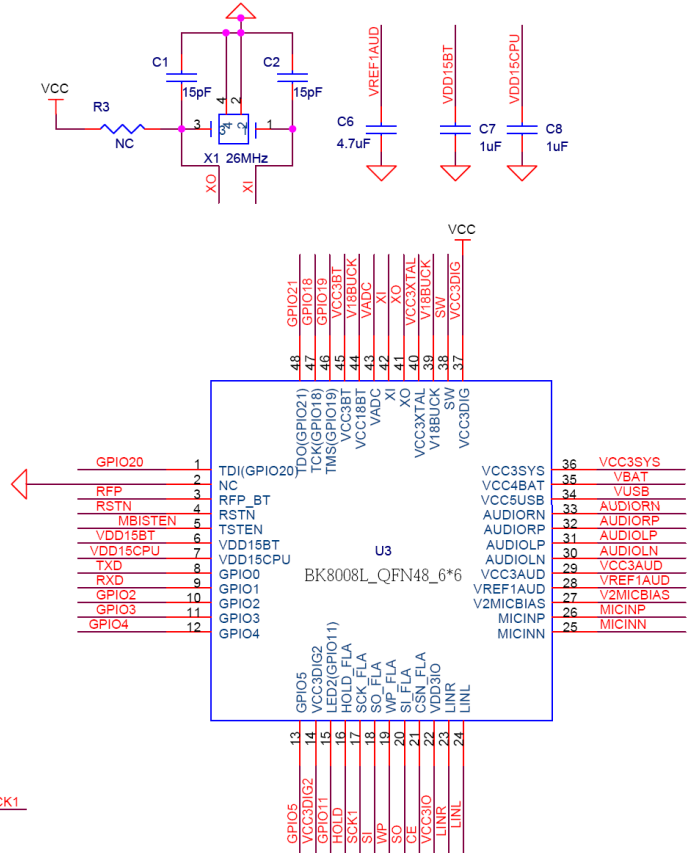 C1
15pF
C2
15pF
VCC
R3
NC
4
2
3
3
4
2
1
1
X1 26MHz
XO
XI
VREF1AUD
C6
4.7uF
VDD15BT
C7
1uF
VDD15CPU
C8
1uF
VCC
GPIO21
GPIO18
GPIO19
VCC3BT
V18BUCK
VADC
XI
XO
VCC3XTAL
V18BUCK
SW
VCC3DIG
48
47
46
45
44
43
42
41
40
39
38
37
TDO(GPIO21)
TCK(GPIO18)
TMS(GPIO19)
VCC3BT
VCC18BT
VADC
XI
XO
VCC3XTAL
V18BUCK
SW
VCC3DIG
GPIO20 1 TDI(GPIO20)
2 NC
RFP 3 RFP_BT
RSTN 4 RSTN
MBISTEN 5 TSTEN
VDD15BT 6 VDD15BT
VDD15CPU 7 VDD15CPU
TXD 8 GPIO0
RXD 9 GPIO1
GPIO2 10 GPIO2
GPIO3 11 GPIO3
GPIO4 12 GPIO4
U3
BK8008L_QFN48_6*6
VCC3SYS 36 VCC3SYS
VCC4BAT 35 VBAT
VCC5USB 34 VUSB
AUDIORN 33 AUDIORN
AUDIORP 32 AUDIORP
AUDIOLP 31 AUDIOLP
AUDIOLN 30 AUDIOLN
VCC3AUD 29 VCC3AUD
VREF1AUD 28 VREF1AUD
V2MICBIAS 27 V2MICBIAS
MICINP 26 MICINP
MICINN 25 MICINN
GPIO5
VCC3DIG2
LED2(GPIO11)
HOLD_FLA
SCK_FLA
SO_FLA
WP_FLA
SI_FLA
CSN_FLA
VDD3IO
LINR
LINL
13
14
15
16
17
18
19
20
21
22
23
24
GPIO5
VCC3DIG2
GPIO11
HOLD
SCK1
SI
WP
SO
CE
VCC3IO
LINR
LINL
CK1